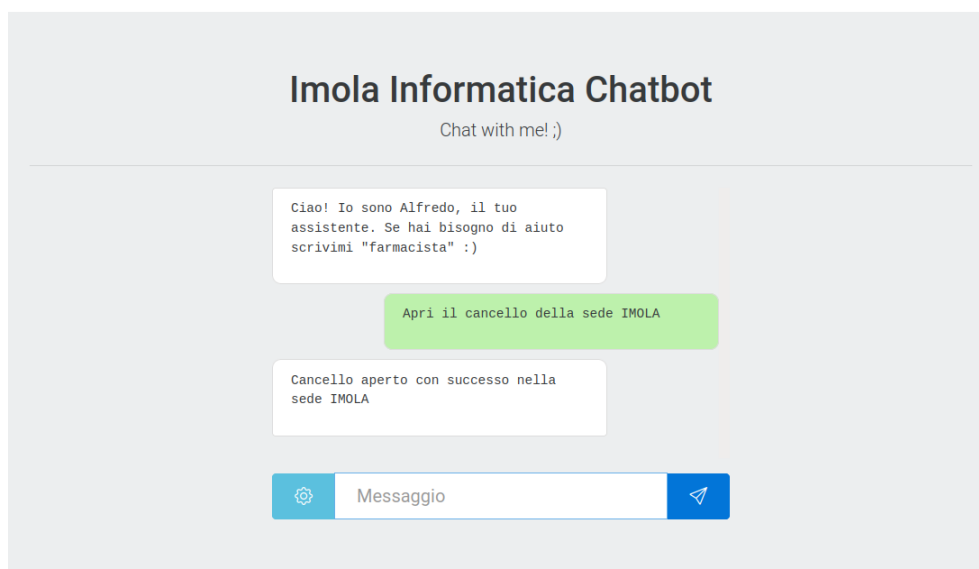 Imola Informatica Chatbot
Chat with me! ;)
Ciao! Io sono Alfredo, il tuo
assistente. Se hai bisogno di aiuto
scrivimi "farmacista" :)
Apri il cancello della sede IMOLA
Cancello aperto con successo nella
sede IMOLA
Messaggio